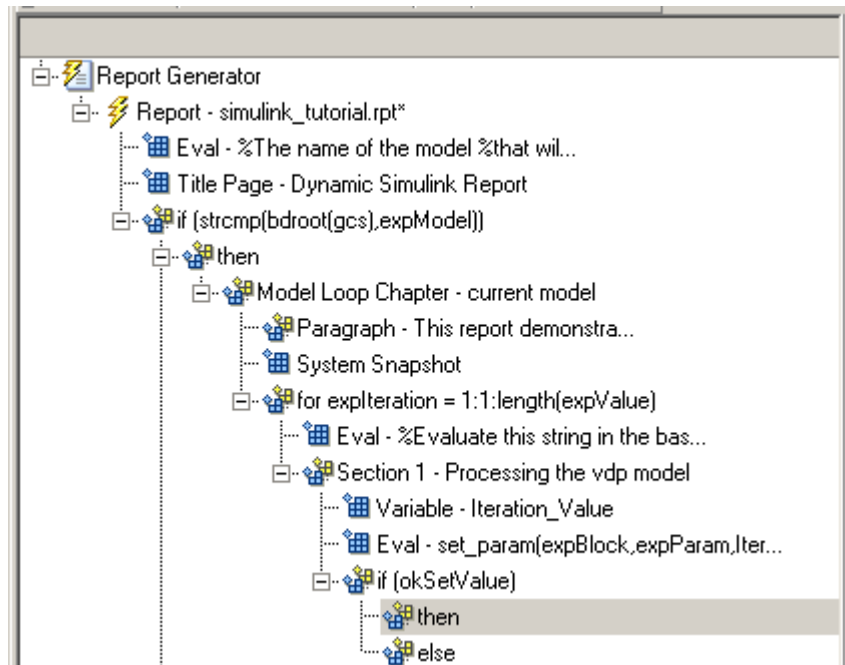 Report Generator
Report - simulink_tutorial.rpt*
Eval - %The name of the model %that wil...
Title Page - Dynamic Simulink Report
if (strcmp(bdroot(gcs),expModel))
then
Model Loop Chapter - current model
Paragraph - This report demonstra...
System Snapshot
for expIteration = 1:1:length(expValue)
Eval - %Evaluate this string in the bas...
Section 1 - Processing the vdp model
Variable - Iteration_Value
Eval - set_param(expBlock,expParam,Iter...
if (okSetValue)
then
else